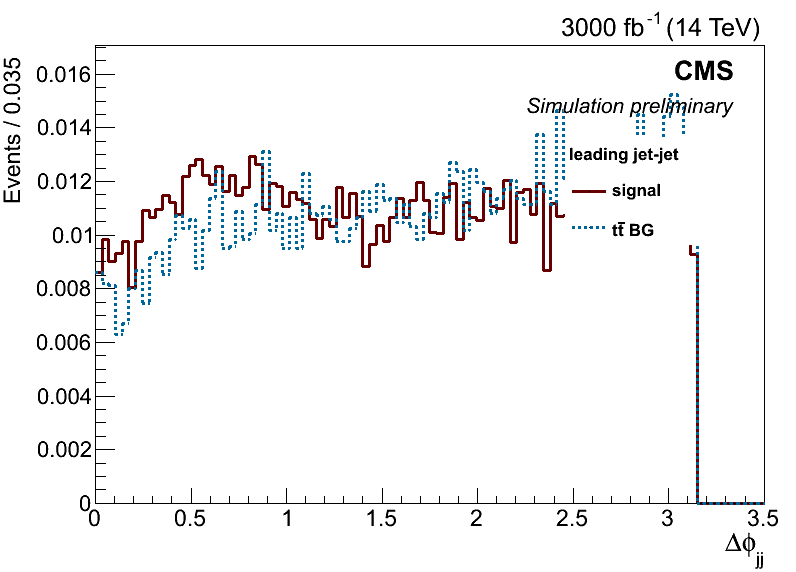 3000 fb⁻¹ (14 TeV)
Events / 0.035
CMS
Simulation preliminary
leading jet-jet
signal
tt̄ BG
0.016
0.014
0.012
0.01
0.008
0.006
0.004
0.002
0
0 0.5 1 1.5 2 2.5 3 3.5
Δϕjj